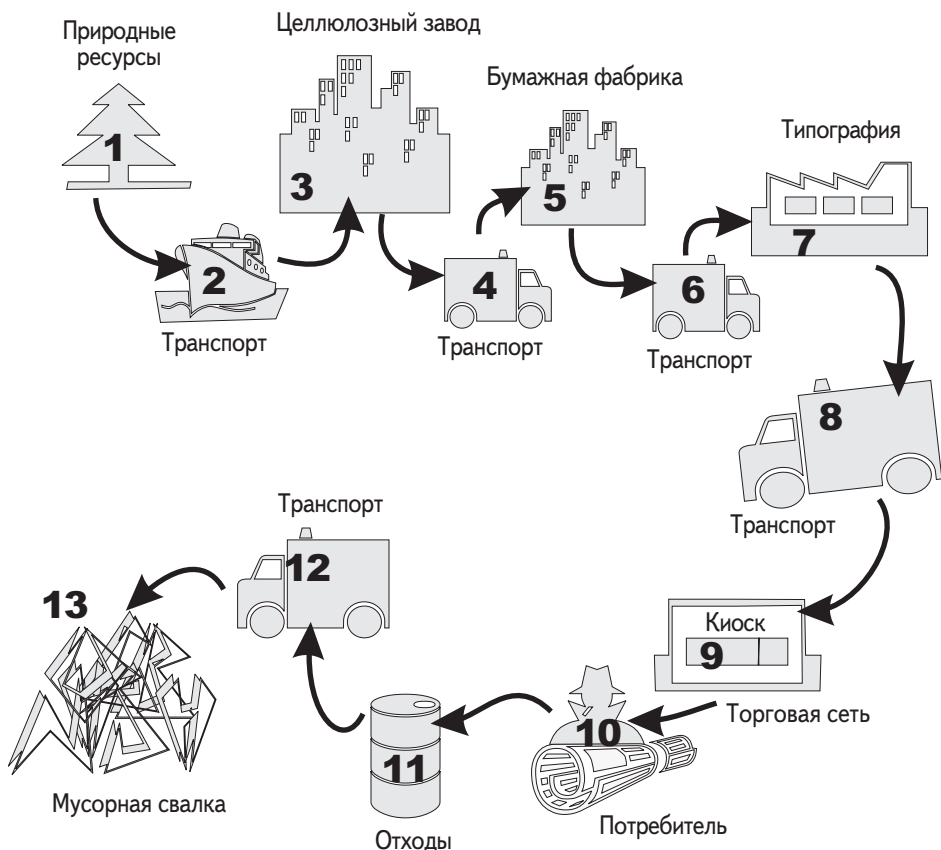 Природные
ресурсы
1
Транспорт
2
Целлюлозный завод
3
Транспорт
4
Бумажная фабрика
5
Транспорт
6
Типография
7
8
Транспорт
Киоск
9
Торговая сеть
10
Потребитель
11
Отходы
Транспорт
12
13
Мусорная свалка